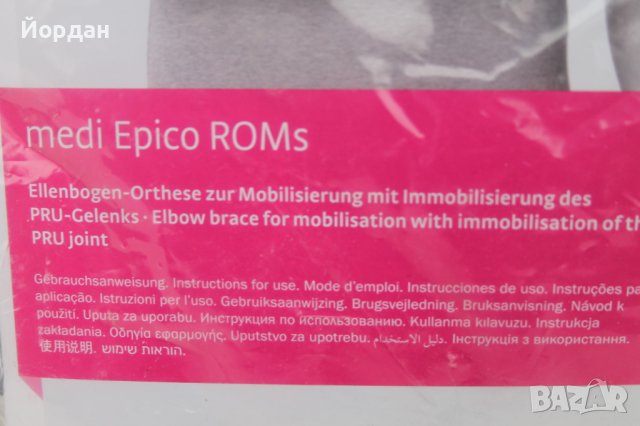 Йордан
medi Epico ROMs
Ellenbogen-Orthese zur Mobilisierung mit Immobilisierung des
PRU-Gelenks · Elbow brace for mobilisation with immobilisation of th
PRU joint
Gebrauchsanweisung. Instructions for use. Mode d'emploi. Instrucciones de uso. Instruções pa
aplicação. Istruzioni per l'uso. Gebruiksaanwijzing. Brugsvejledning. Bruksanvisning. Návod k
použití. Uputa za uporabu. Инструкция по использованию. Kullanma kılavuzu. Instrukcja
zakładania. Οδηγία εφαρμογής. Uputstvo za upotrebu. دليل الاستخدام. Інструкція з використання.
使用说明. הוראות שימוש.
BAZAR
bg